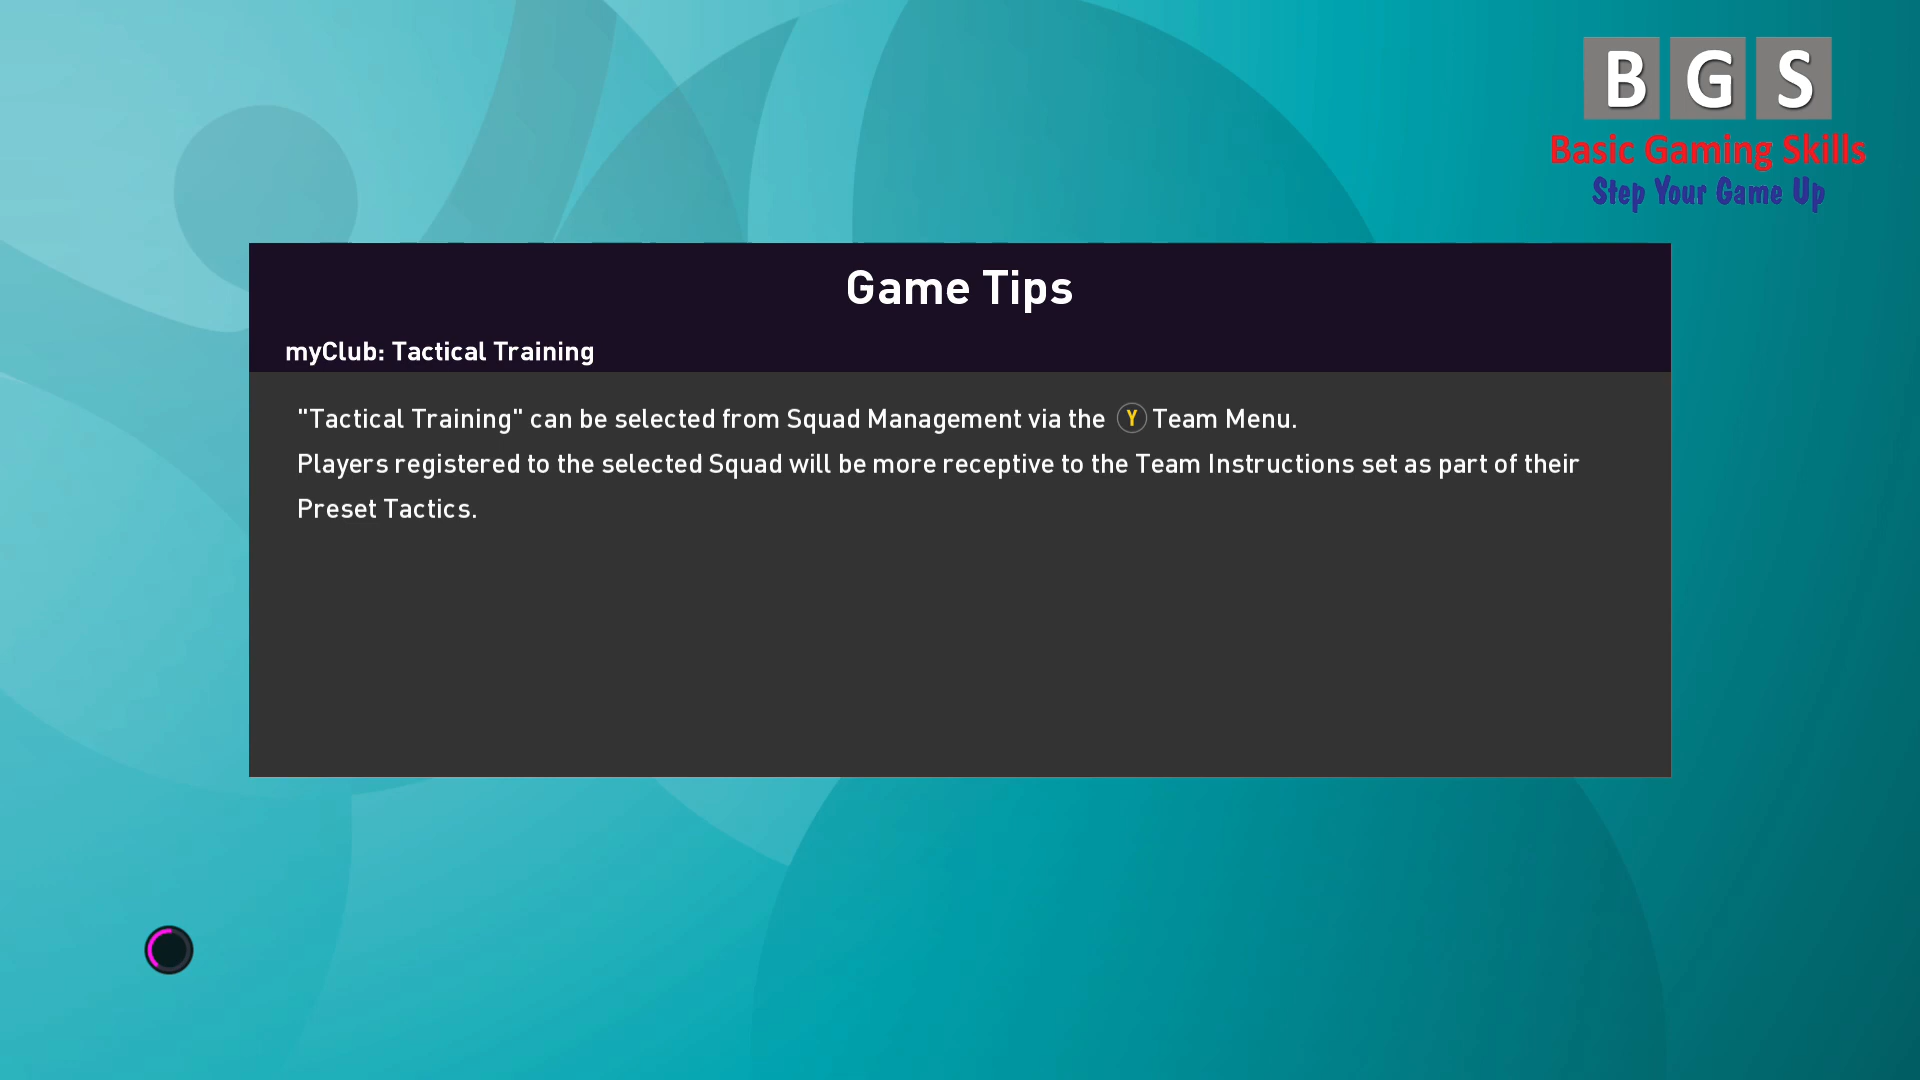 B G S
Basic Gaming Skills
Step Your Game Up
Game Tips
myClub: Tactical Training
"Tactical Training" can be selected from Squad Management via the Y Team Menu.
Players registered to the selected Squad will be more receptive to the Team Instructions set as part of their
Preset Tactics.